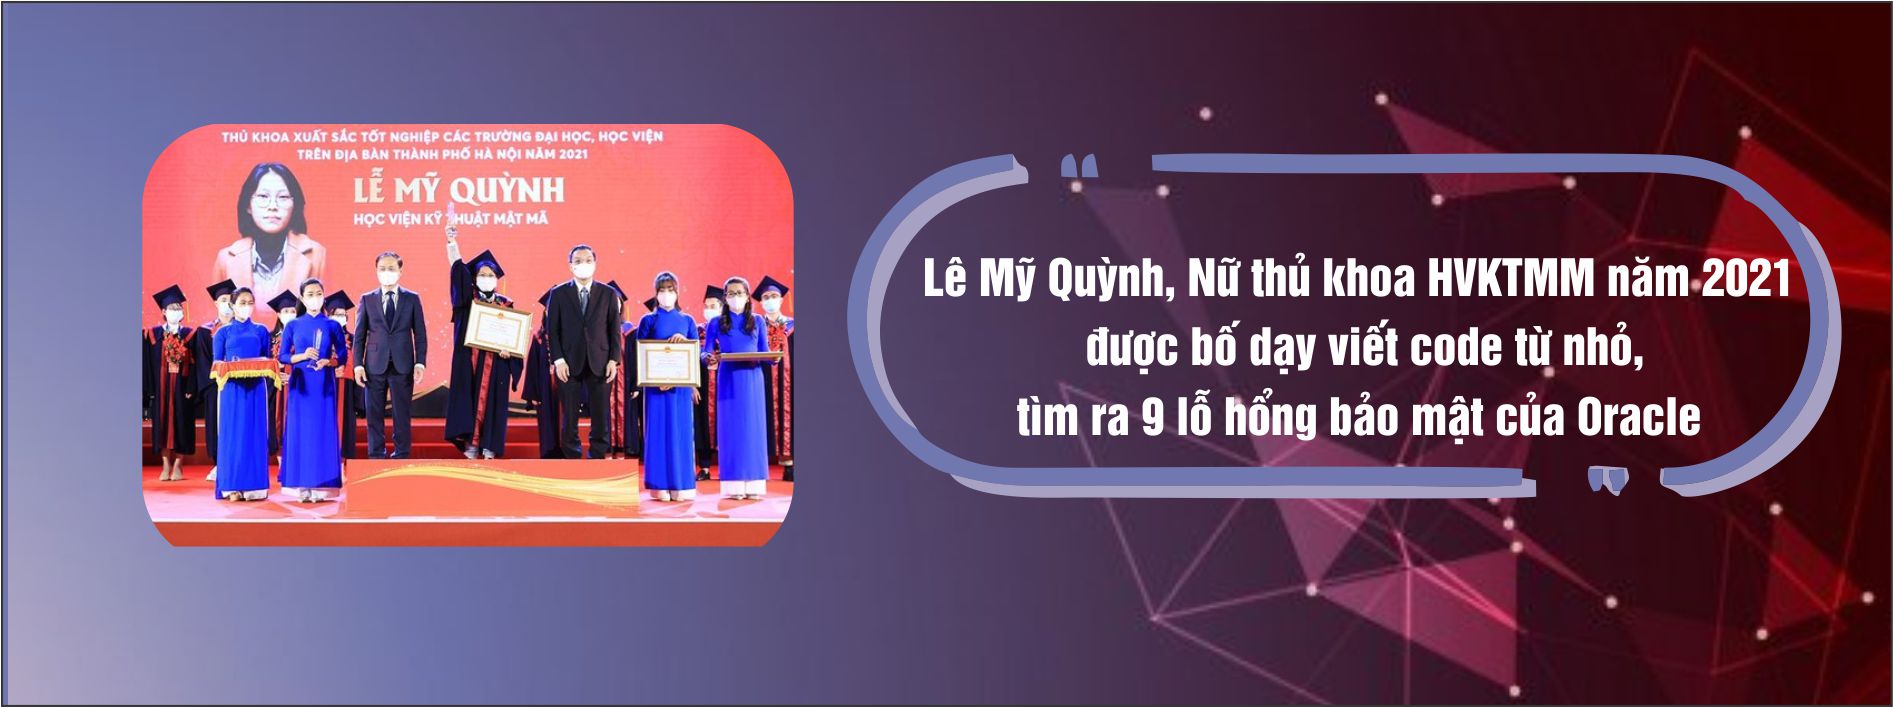 THỦ KHOA XUẤT SẮC TỐT NGHIỆP CÁC TRƯỜNG ĐẠI HỌC, HỌC VIỆN
TRÊN ĐỊA BÀN THÀNH PHỐ HÀ NỘI NĂM 2021
LÊ MỸ QUỲNH
HỌC VIỆN KỸ THUẬT MẬT MÃ
Lê Mỹ Quỳnh, Nữ thủ khoa HVKTMM năm 2021
được bố dạy viết code từ nhỏ,
tìm ra 9 lỗ hổng bảo mật của Oracle